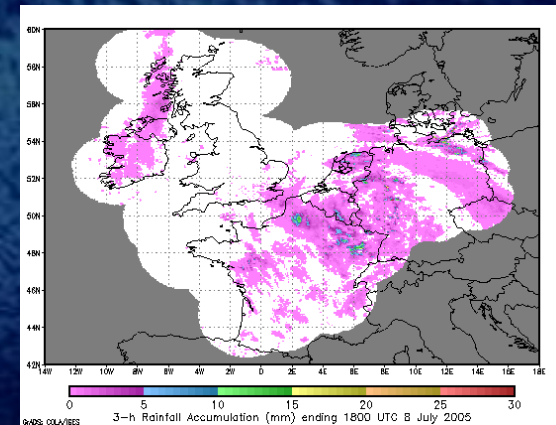 60N
58N
56N
54N
52N
50N
48N
46N
44N
42N
14W 12W 10W 8W 6W 4W 2W 0 2E 4E 6E 8E 10E 12E 14E 16E 18E
0 5 10 15 20 25 30
3-h Rainfall Accumulation (mm) ending 1800 UTC 8 July 2005
GrADS: COLA/IGES